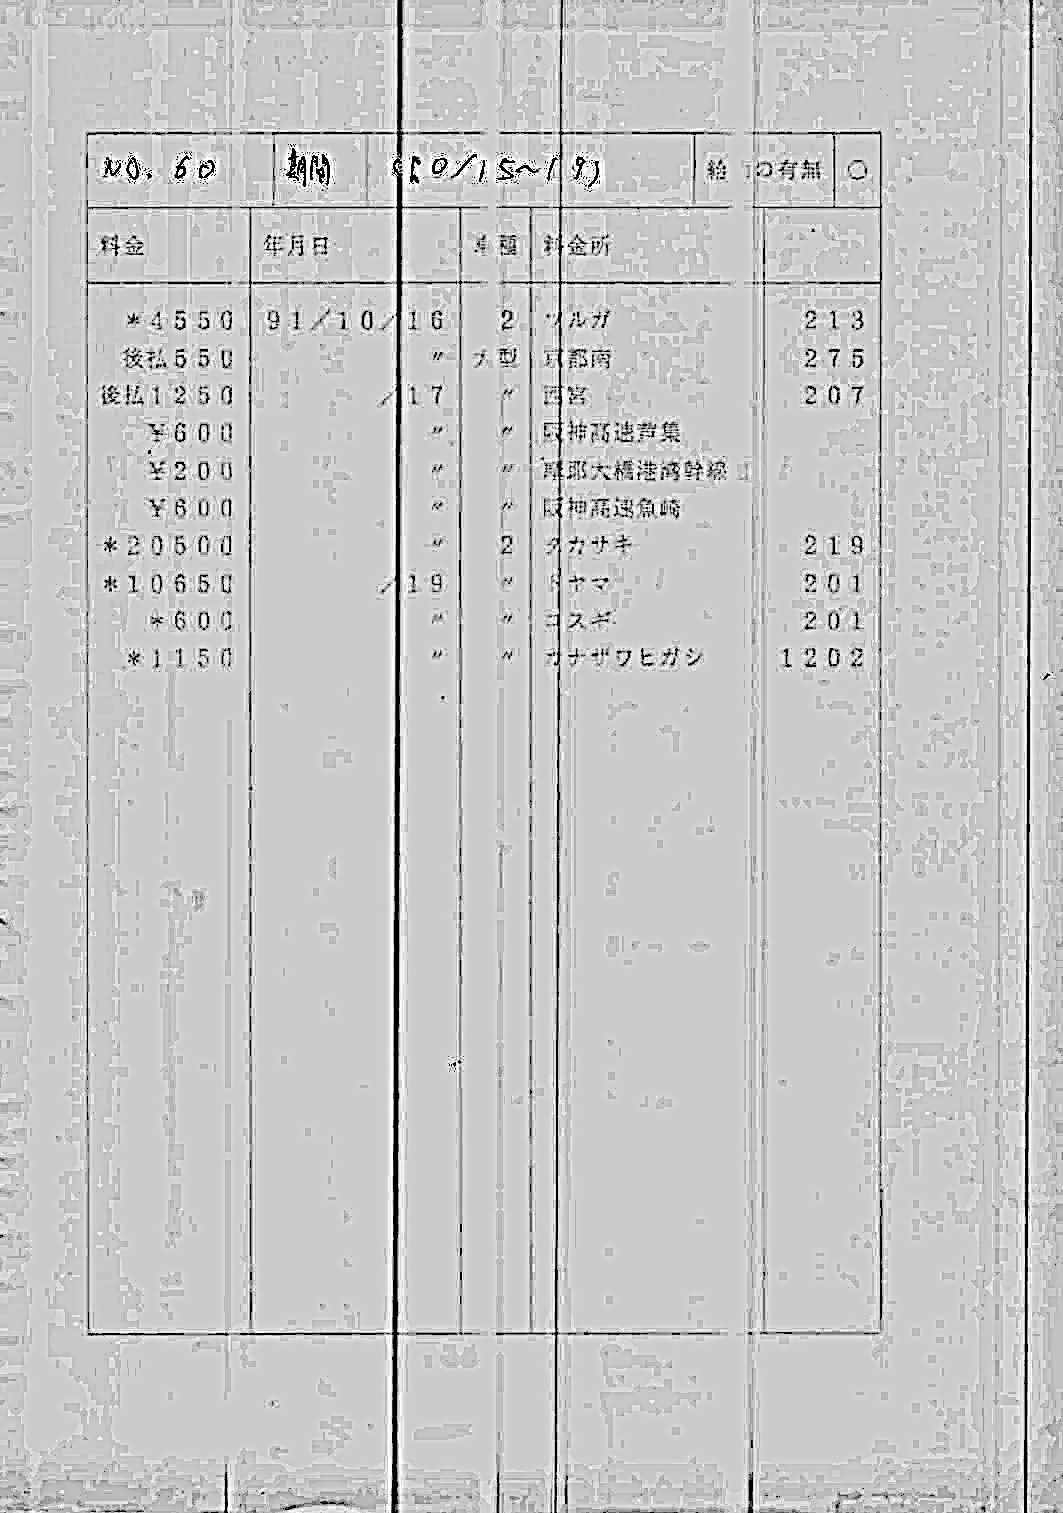 NO. 60 期間 (10/15~19) 給 の有無 ○
料金 年月日 車種 料金所
*4550 91/10/16 2 ツルガ 213
後払550 〃 大型 京都南 275
後払1250 /17 〃 西宮 207
¥600 〃 〃 阪神高速芦屋
¥200 〃 〃 摩耶大橋港湾幹線
¥600 〃 〃 阪神高速魚崎
*20500 〃 2 タカサキ 219
*10650 /19 〃 トヤマ 201
*600 〃 〃 コスギ 201
*1150 〃 〃 カナザワヒガシ 1202